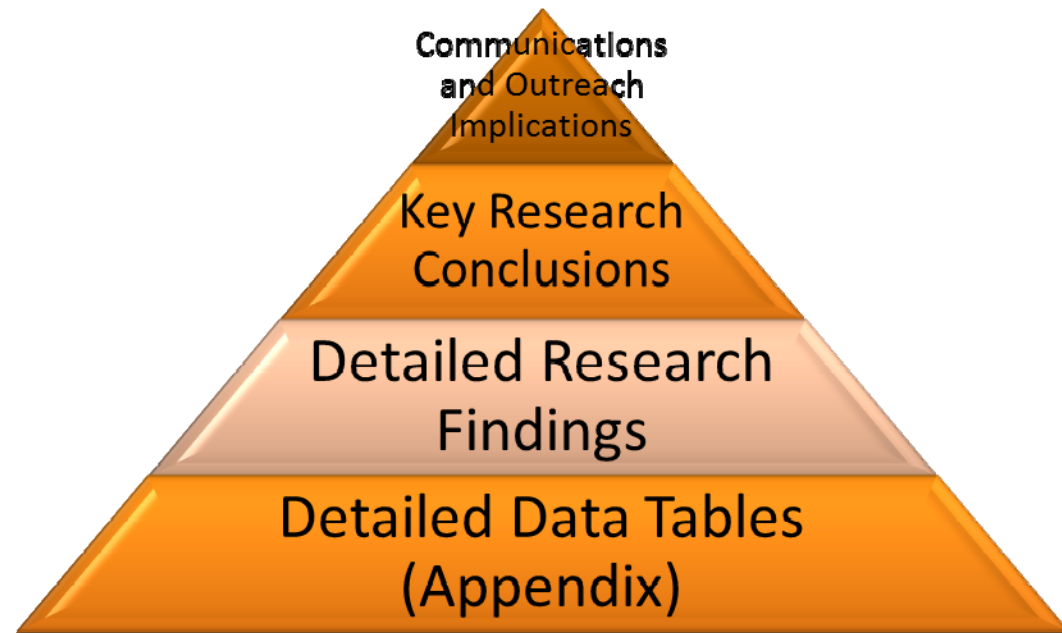 Communications
and Outreach
Implications
Key Research
Conclusions
Detailed Research
Findings
Detailed Data Tables
(Appendix)